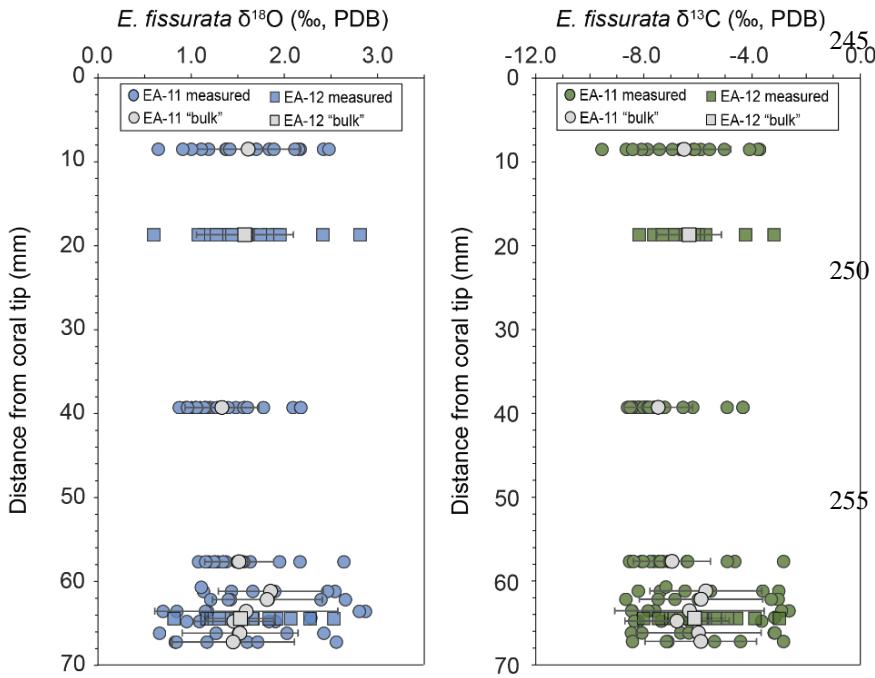 E. fissurata δ¹⁸O (‰, PDB)
1.0 2.0 3.0
0.0
0
10
20
30
40
50
60
70
Distance from coral tip (mm)
EA-11 measured EA-12 measured
EA-11 “bulk” EA-12 “bulk”
E. fissurata δ¹³C (‰, PDB)
-12.0 -8.0 -4.0 0.0
0
10
20
30
40
50
60
70
Distance from coral tip (mm)
EA-11 measured EA-12 measured
EA-11 “bulk” EA-12 “bulk”
245
250
255